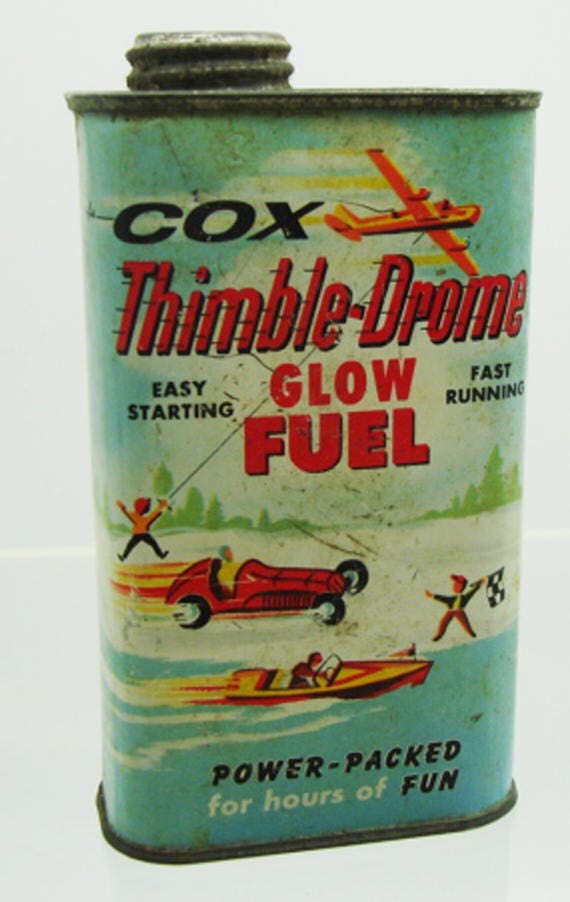 COX
Thimble-Drome
EASY
STARTING
GLOW
FUEL
FAST
RUNNING
POWER-PACKED
for hours of FUN